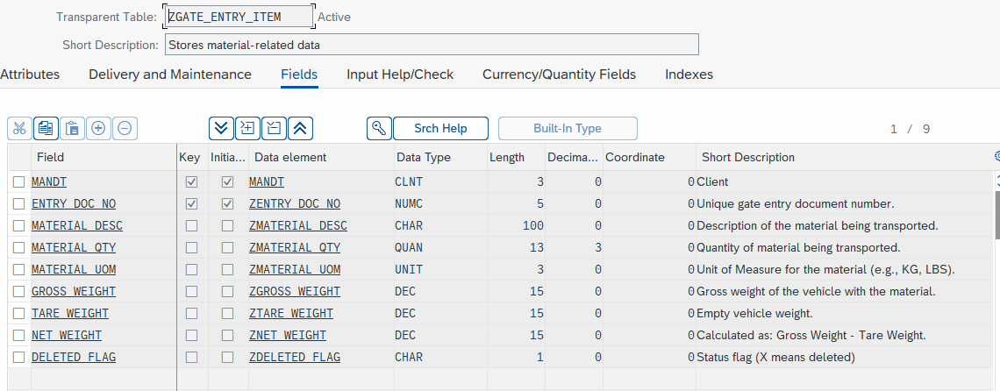 Transparent Table: ZGATE_ENTRY_ITEM Active
Short Description: Stores material-related data
Attributes Delivery and Maintenance Fields Input Help/Check Currency/Quantity Fields Indexes
Srch Help Built-In Type 1 / 9
Field Key Initia... Data element Data Type Length Decima... Coordinate Short Description
MANDT MANDT CLNT 3 0 0 Client
ENTRY_DOC_NO ZENTRY_DOC_NO NUMC 5 0 0 Unique gate entry document number.
MATERIAL_DESC ZMATERIAL_DESC CHAR 100 0 0 Description of the material being transported.
MATERIAL_QTY ZMATERIAL_QTY QUAN 13 3 0 Quantity of material being transported.
MATERIAL_UOM ZMATERIAL_UOM UNIT 3 0 0 Unit of Measure for the material (e.g., KG, LBS).
GROSS_WEIGHT ZGROSS_WEIGHT DEC 15 0 0 Gross weight of the vehicle with the material.
TARE_WEIGHT ZTARE_WEIGHT DEC 15 0 0 Empty vehicle weight.
NET_WEIGHT ZNET_WEIGHT DEC 15 0 0 Calculated as: Gross Weight - Tare Weight.
DELETED_FLAG ZDELETED_FLAG CHAR 1 0 0 Status flag (X means deleted)